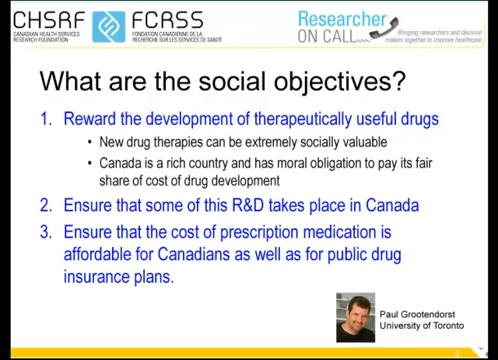 CHSRF
CANADIAN HEALTH SERVICES
RESEARCH FOUNDATION
FCRSS
FONDATION CANADIENNE DE LA
RECHERCHE SUR LES SERVICES DE SANTÉ
Researcher
ON CALL
Bringing researchers and decision
makers together to improve healthcare
What are the social objectives?
1. Reward the development of therapeutically useful drugs
• New drug therapies can be extremely socially valuable
• Canada is a rich country and has moral obligation to pay its fair
share of cost of drug development
2. Ensure that some of this R&D takes place in Canada
3. Ensure that the cost of prescription medication is
affordable for Canadians as well as for public drug
insurance plans.
Paul Grootendorst
University of Toronto